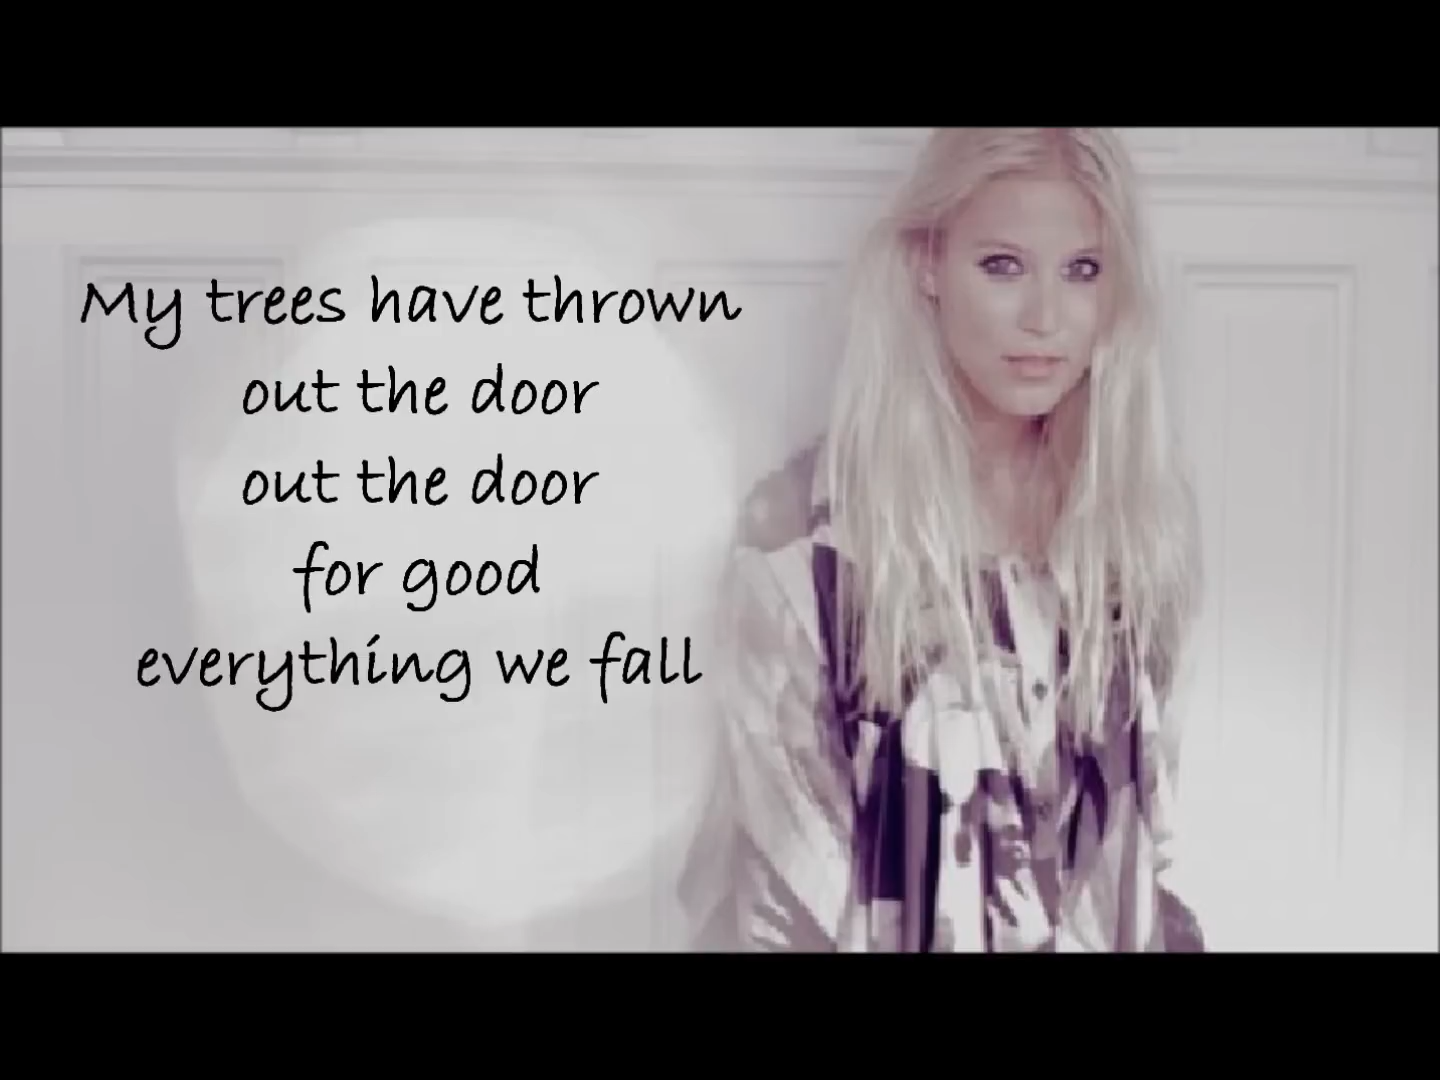 My trees have thrown
out the door
out the door
for good
everything we fall